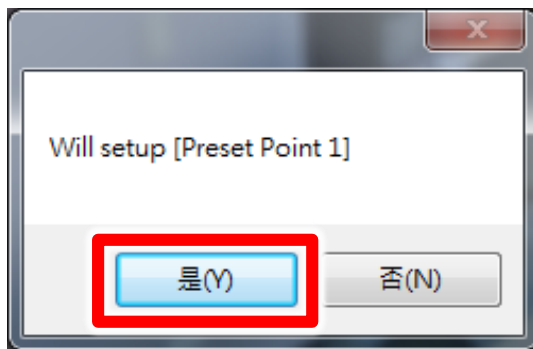 Will setup [Preset Point 1]
是(Y)
否(N)